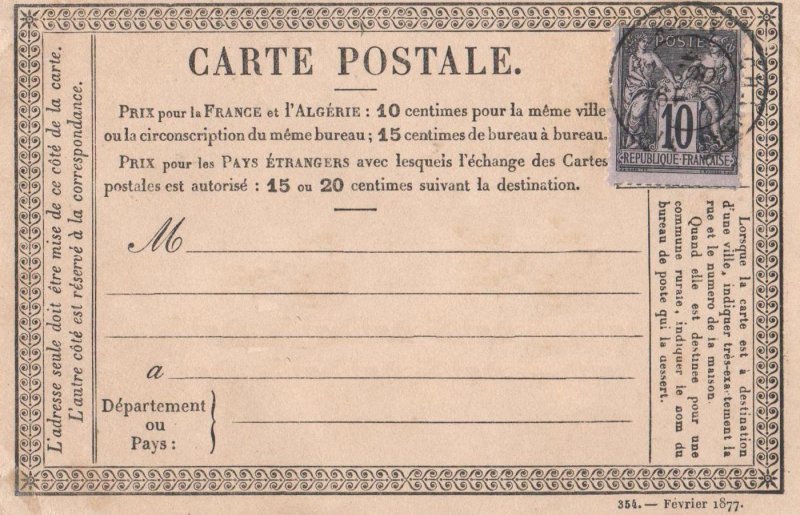 CARTE POSTALE.
PRIX pour la FRANCE et l'ALGÉRIE : 10 centimes pour la même ville
ou la circonscription du même bureau ; 15 centimes de bureau à bureau.
PRIX pour les PAYS ÉTRANGERS avec lesquels l'échange des Cartes
postales est autorisé : 15 ou 20 centimes suivant la destination.
M
a
Département
ou
Pays :
L'adresse seule doit être mise de ce côté de la carte.
L'autre côté est réservé à la correspondance.
POSTE
10
REPUBLIQUE FRANÇAISE
Lorsque la carte est à destination
d'une ville, indiquer très-exactement la
rue et le numero de la maison.
Quand elle est destinée pour une
commune rurale, indiquer le nom du
bureau de poste qui la dessert.
354. — Février 1877.